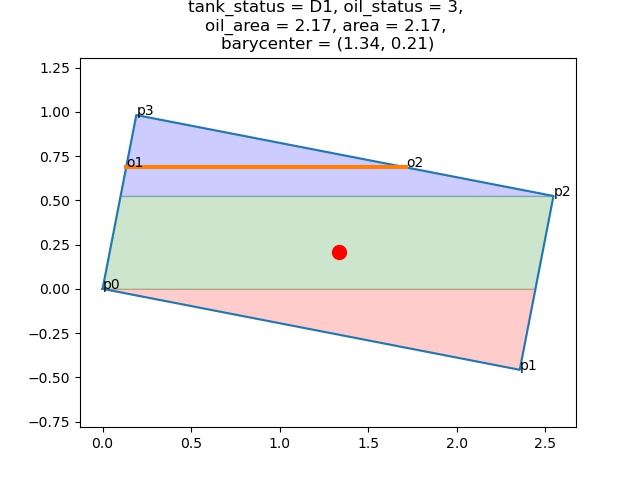 tank_status = D1, oil_status = 3,
oil_area = 2.17, area = 2.17,
barycenter = (1.34, 0.21)
1.25
1.00
0.75
0.50
0.25
0.00
−0.25
−0.50
−0.75
p3
o1
o2
p2
p0
p1
0.0
0.5
1.0
1.5
2.0
2.5